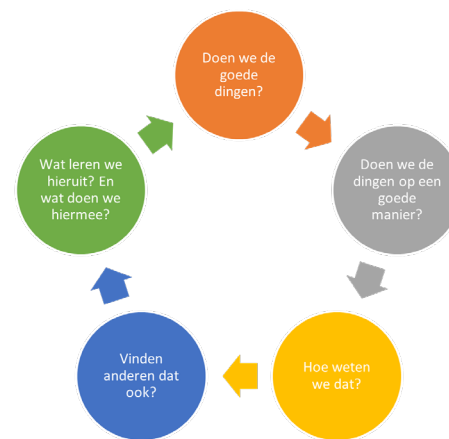 Doen we de
goede
dingen?
Doen we de
dingen op een
goede
manier?
Hoe weten
we dat?
Vinden
anderen dat
ook?
Wat leren we
hieruit? En
wat doen we
hiermee?